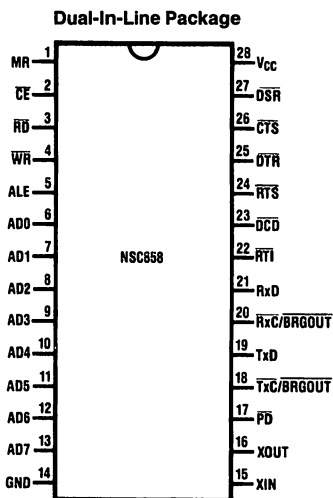 Dual-In-Line Package
MR 1 28 VCC
CE 2 27 DSR
RD 3 26 CTS
WR 4 25 DTR
ALE 5 24 RTS
AD0 6 23 DCD
AD1 7 NSC858 22 RTI
AD2 8 21 RxD
AD3 9 20 RxC/BRGOUT
AD4 10 19 TxD
AD5 11 18 TxC/BRGOUT
AD6 12 17 PD
AD7 13 16 XOUT
GND 14 15 XIN